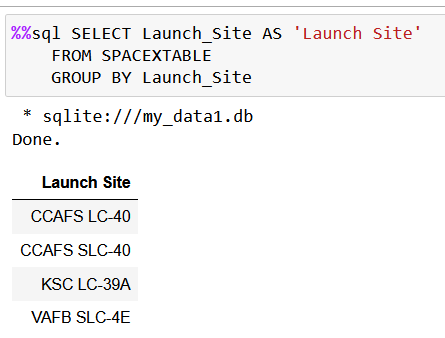 %%sql SELECT Launch_Site AS 'Launch Site'
FROM SPACEXTABLE
GROUP BY Launch_Site
* sqlite:///my_data1.db
Done.
Launch Site
CCAFS LC-40
CCAFS SLC-40
KSC LC-39A
VAFB SLC-4E